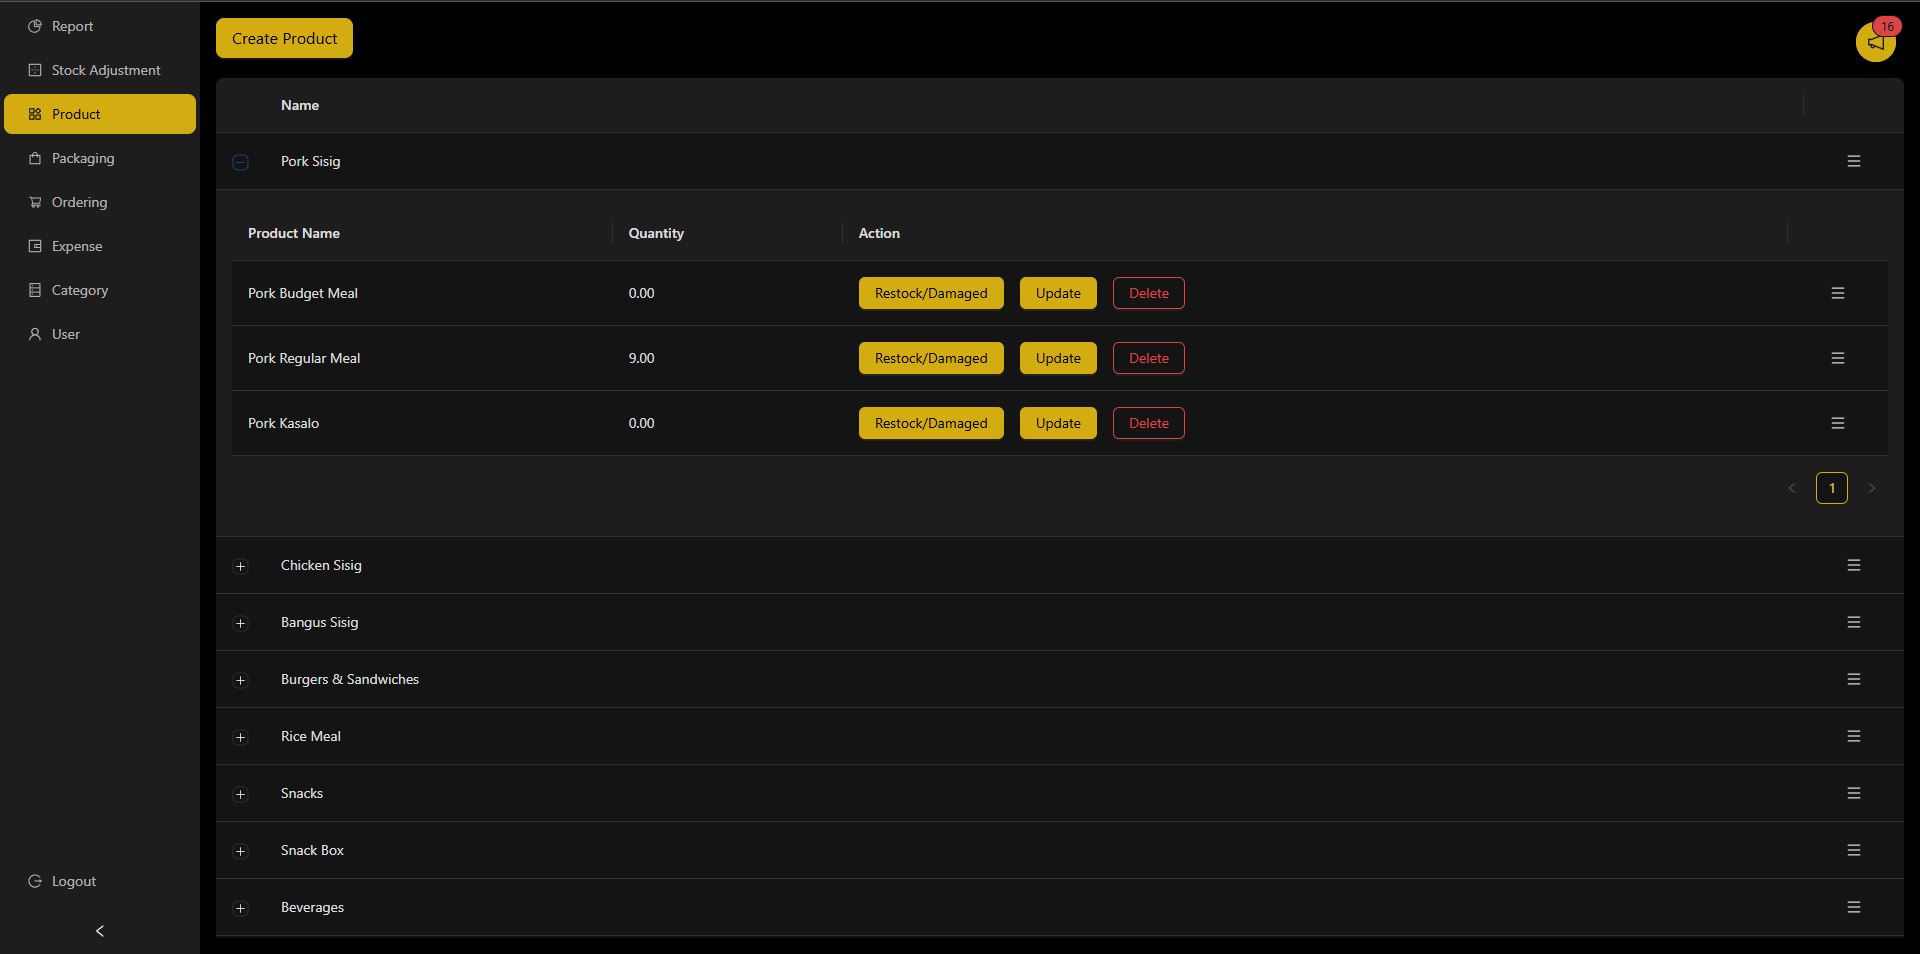 Report
Stock Adjustment
Product
Packaging
Ordering
Expense
Category
User
Logout
Create Product
16
Name
Pork Sisig
Product Name Quantity Action
Pork Budget Meal 0.00 Restock/Damaged Update Delete
Pork Regular Meal 9.00 Restock/Damaged Update Delete
Pork Kasalo 0.00 Restock/Damaged Update Delete
< 1 >
Chicken Sisig
Bangus Sisig
Burgers & Sandwiches
Rice Meal
Snacks
Snack Box
Beverages